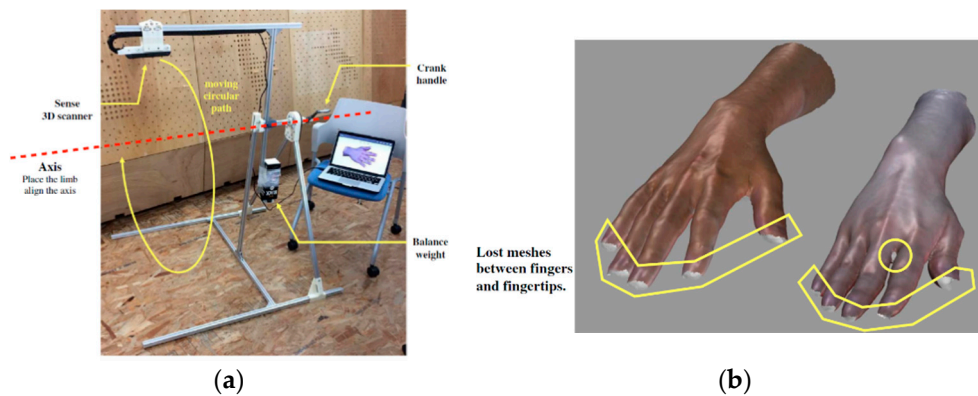 Sense
3D scanner
moving
circular
path
Crank
handle
Axis
Place the limb
align the axis
Balance
weight
Lost meshes
between fingers
and fingertips.
(a)
(b)